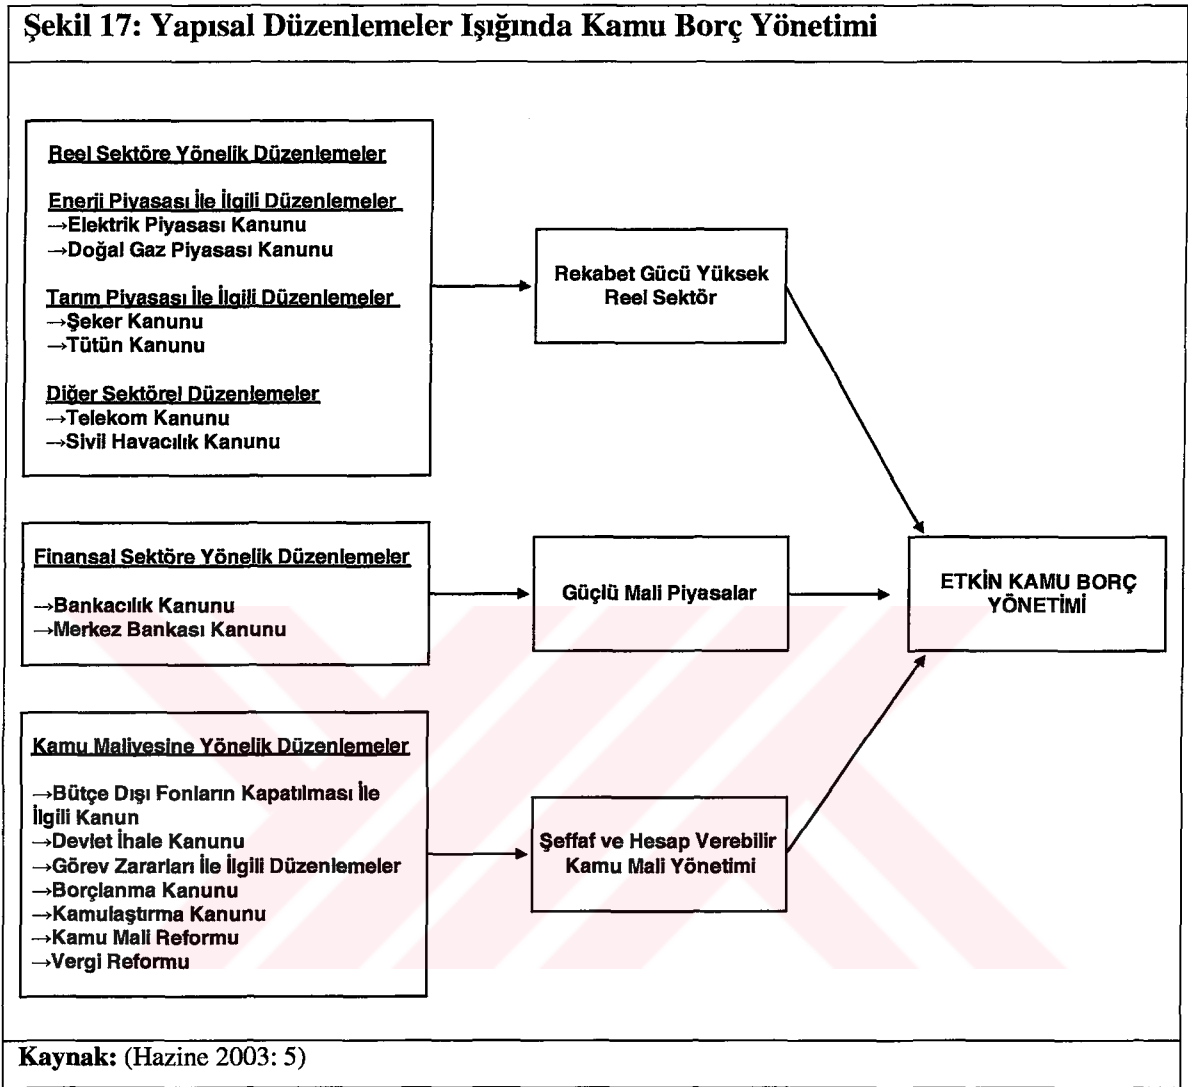 Şekil 17: Yapısal Düzenlemeler Işığında Kamu Borç Yönetimi
Reel Sektöre Yönelik Düzenlemeler
Enerji Piyasası İle İlgili Düzenlemeler
→Elektrik Piyasası Kanunu
→Doğal Gaz Piyasası Kanunu
Tarım Piyasası İle İlgili Düzenlemeler
→Şeker Kanunu
→Tütün Kanunu
Diğer Sektörel Düzenlemeler
→Telekom Kanunu
→Sivil Havacılık Kanunu
Rekabet Gücü Yüksek
Reel Sektör
Finansal Sektöre Yönelik Düzenlemeler
→Bankacılık Kanunu
→Merkez Bankası Kanunu
Güçlü Mali Piyasalar
ETKİN KAMU BORÇ
YÖNETİMİ
Kamu Maliyesine Yönelik Düzenlemeler
→Bütçe Dışı Fonların Kapatılması İle
İlgili Kanun
→Devlet İhale Kanunu
→Görev Zararları İle İlgili Düzenlemeler
→Borçlanma Kanunu
→Kamulaştırma Kanunu
→Kamu Mali Reformu
→Vergi Reformu
Şeffaf ve Hesap Verebilir
Kamu Mali Yönetimi
Kaynak: (Hazine 2003: 5)